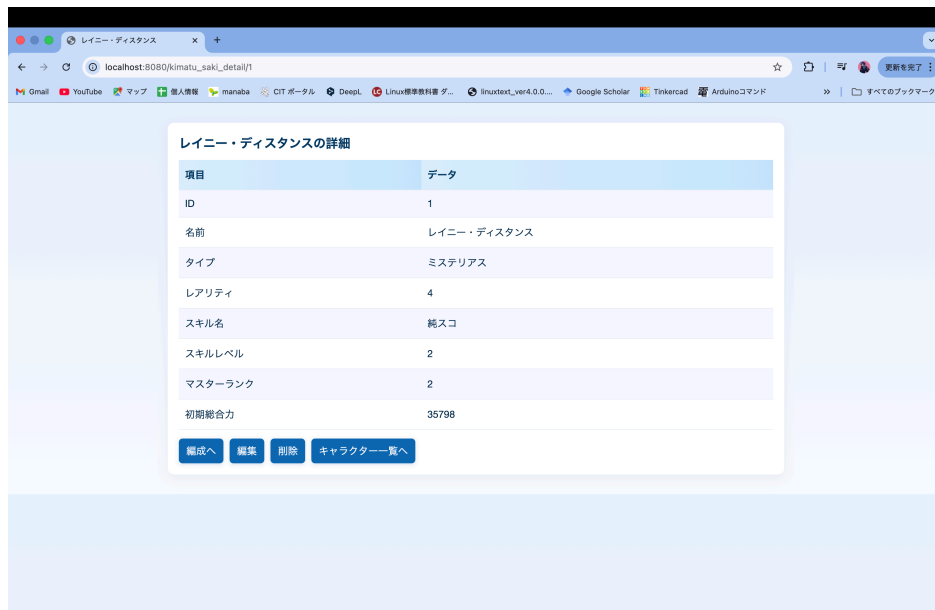 レイニー・ディスタンス × +
localhost:8080/kimatu_saki_detail/1 更新を完了
Gmail YouTube マップ 個人情報 manaba CIT ポータル DeepL Linux標準教科書 ダ... linuxtext_ver4.0.0.... Google Scholar Tinkercad Arduinoコマンド » すべてのブックマーク
レイニー・ディスタンスの詳細
項目 データ
ID 1
名前 レイニー・ディスタンス
タイプ ミステリアス
レアリティ 4
スキル名 純スコ
スキルレベル 2
マスターランク 2
初期総合力 35798
編成へ 編集 削除 キャラクター一覧へ